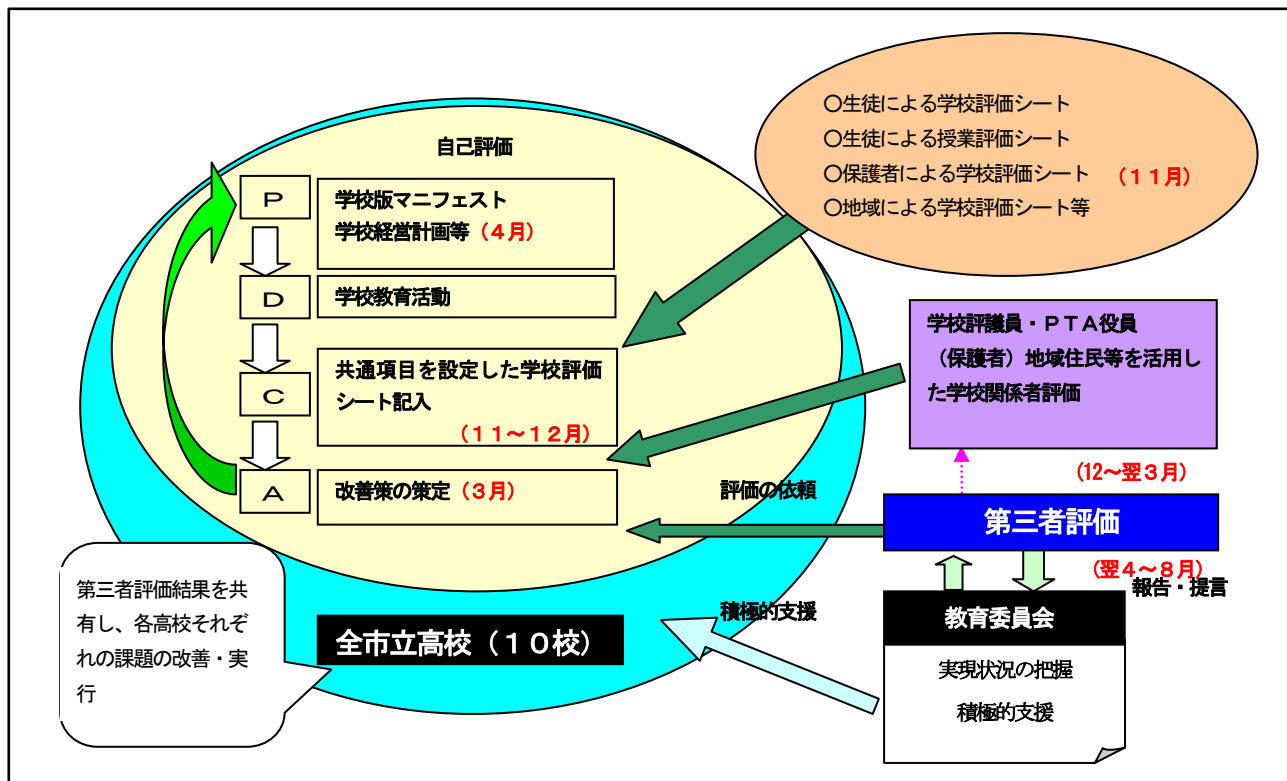 自己評価
P
学校版マニフェスト
学校経営計画等（４月）
D
学校教育活動
C
共通項目を設定した学校評価
シート記入
（１１～１２月）
A
改善策の策定（３月）
〇生徒による学校評価シート
〇生徒による授業評価シート
〇保護者による学校評価シート
（１１月）
〇地域による学校評価シート等
学校評議員・ＰＴＡ役員
（保護者）地域住民等を活用し
た学校関係者評価
（12～翌３月）
評価の依頼
第三者評価
（翌４～８月）
報告・提言
教育委員会
実現状況の把握
積極的支援
積極的支援
全市立高校（１０校）
第三者評価結果を共
有し、各高校それぞ
れの課題の改善・実
行